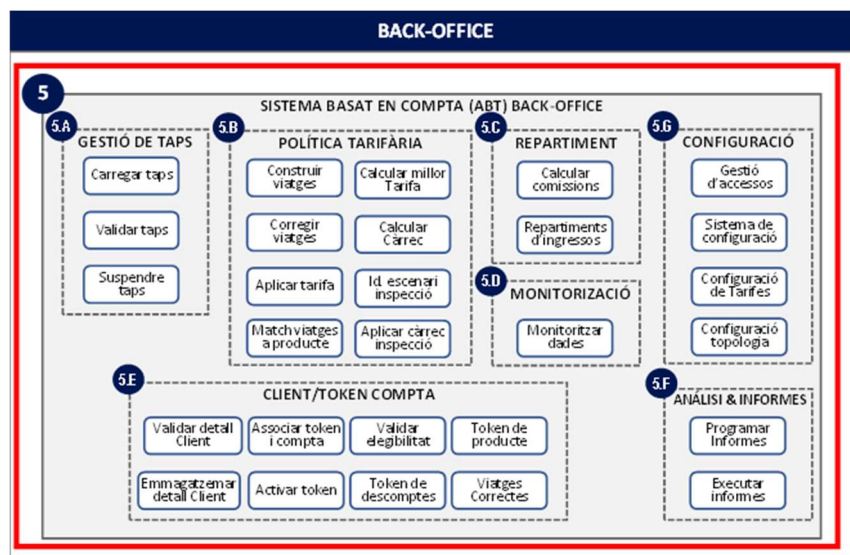 BACK-OFFICE
5
SISTEMA BASAT EN COMPTA (ABT) BACK-OFFICE
5.A
GESTIÓ DE TAPS
Carregar taps
Validar taps
Suspendre
taps
5.B
POLÍTICA TARIFÀRIA
Construir
viatges
Calcular millor
Tarifa
Corregir
viatges
Calcular
Càrrec
Aplicar tarifa
Id. escenari
inspecció
Match viatges
a producte
Aplicar càrrec
inspecció
5.C
REPARTIMENT
Calcular
comissions
Repartiments
d'ingressos
5.D
MONITORIZACIÓ
Monitoritzar
dades
5.G
CONFIGURACIÓ
Gestió
d'accessos
Sistema de
configuració
Configuració
de Tarifes
Configuració
topologia
5.E
CLIENT/TOKEN COMPTA
Validar detall
Client
Associar token
i compta
Validar
elegibilitat
Token de
producte
Emmagatzemar
detall Client
Activar token
Token de
descomptes
Viatges
Correctes
5.F
ANÀLISI & INFORMES
Programar
Informes
Executar
informes